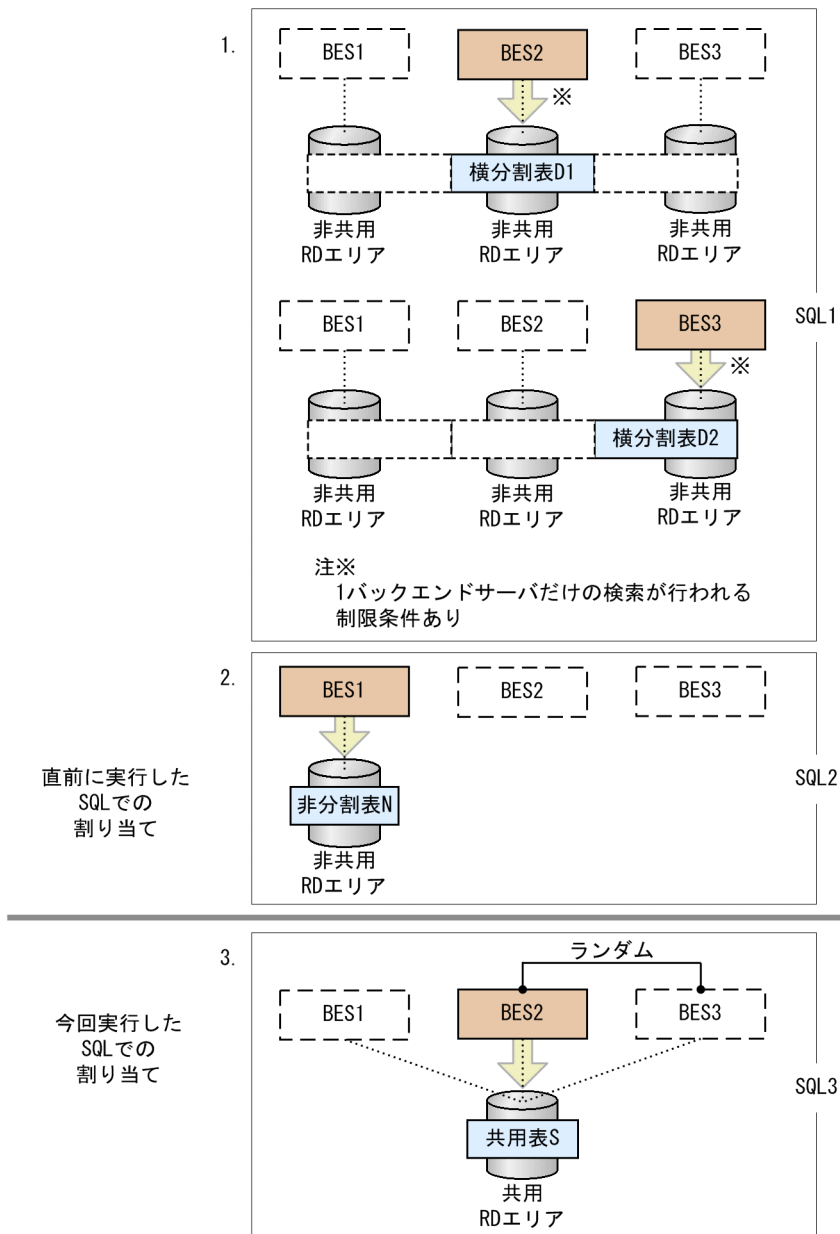 1.
BES1
BES2
BES3
※
横分割表D1
非共用
RDエリア
非共用
RDエリア
非共用
RDエリア
BES1
BES2
BES3
SQL1
※
横分割表D2
非共用
RDエリア
非共用
RDエリア
非共用
RDエリア
注※
1バックエンドサーバだけの検索が行われる
制限条件あり
2.
BES1
BES2
BES3
直前に実行した
SQLでの
割り当て
SQL2
非分割表N
非共用
RDエリア
3.
ランダム
BES1
BES2
BES3
今回実行した
SQLでの
割り当て
SQL3
共用表S
共用
RDエリア